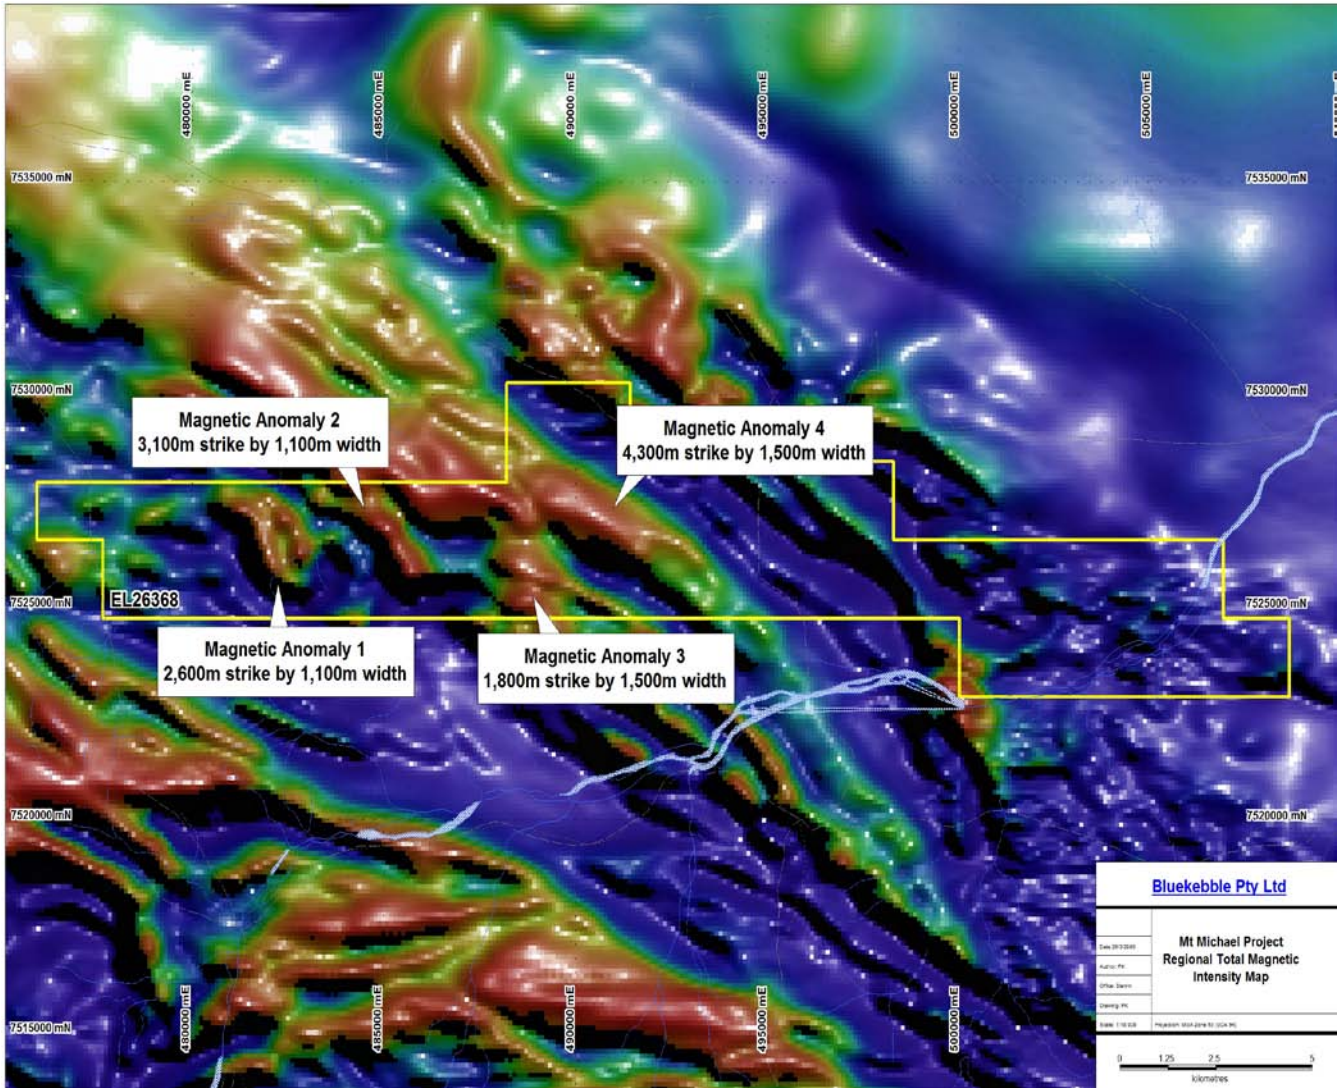 480000 mE
485000 mE
490000 mE
495000 mE
500000 mE
505000 mE
7535000 mN
7535000 mN
7530000 mN
7530000 mN
Magnetic Anomaly 2
3,100m strike by 1,100m width
Magnetic Anomaly 4
4,300m strike by 1,500m width
EL26368
7525000 mN
7525000 mN
Magnetic Anomaly 1
2,600m strike by 1,100m width
Magnetic Anomaly 3
1,800m strike by 1,500m width
7520000 mN
7520000 mN
7515000 mN
480000 mE
485000 mE
490000 mE
495000 mE
500000 mE
Bluekebble Pty Ltd
Mt Michael Project
Regional Total Magnetic
Intensity Map
Author: PK
Drawing: PK
0 1.25 2.5 5
kilometres